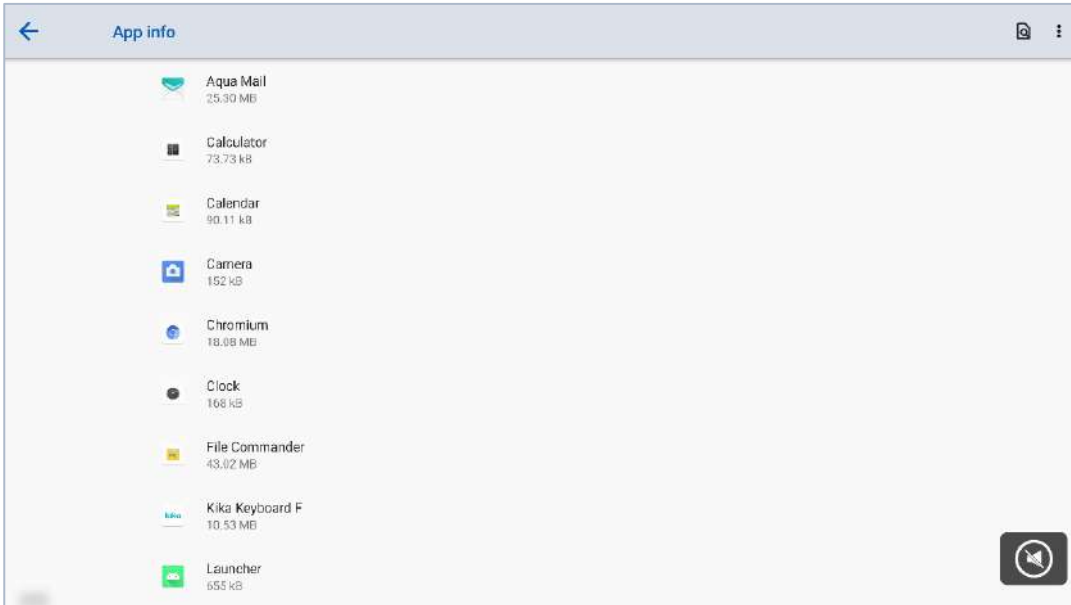 App info
Aqua Mail
25.30 MB
Calculator
73.73 kB
Calendar
90.11 kB
Camera
152 kB
Chromium
18.08 MB
Clock
168 kB
File Commander
43.02 MB
kika
Kika Keyboard F
10.53 MB
Launcher
655 kB